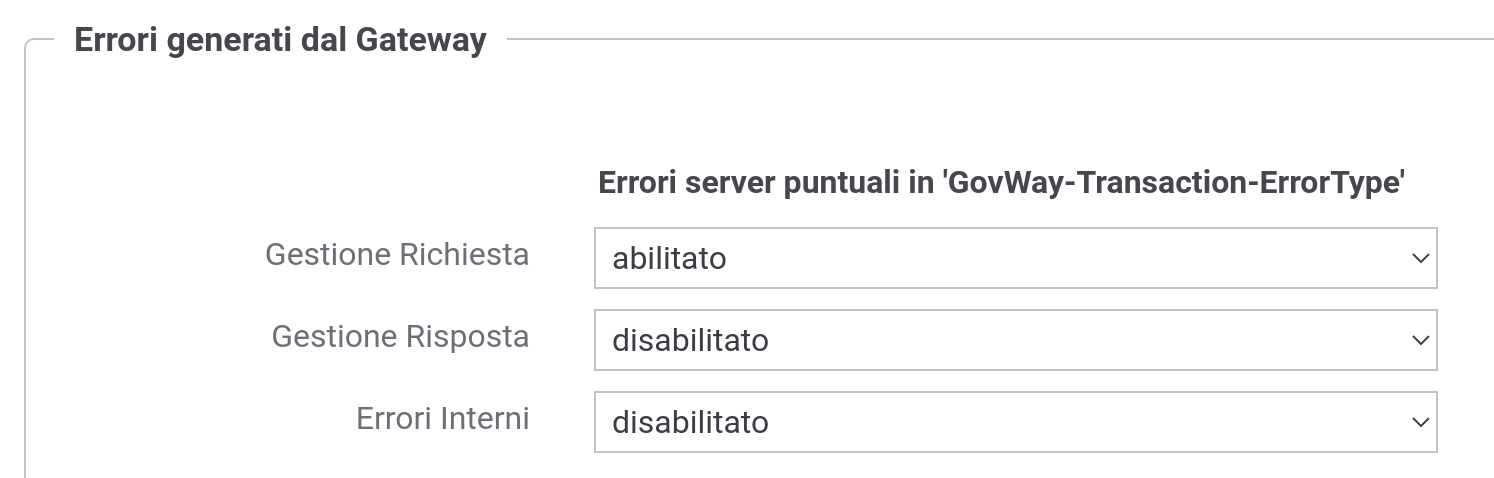 Errori generati dal Gateway
Errori server puntuali in 'GovWay-Transaction-ErrorType'
Gestione Richiesta abilitato
Gestione Risposta disabilitato
Errori Interni disabilitato